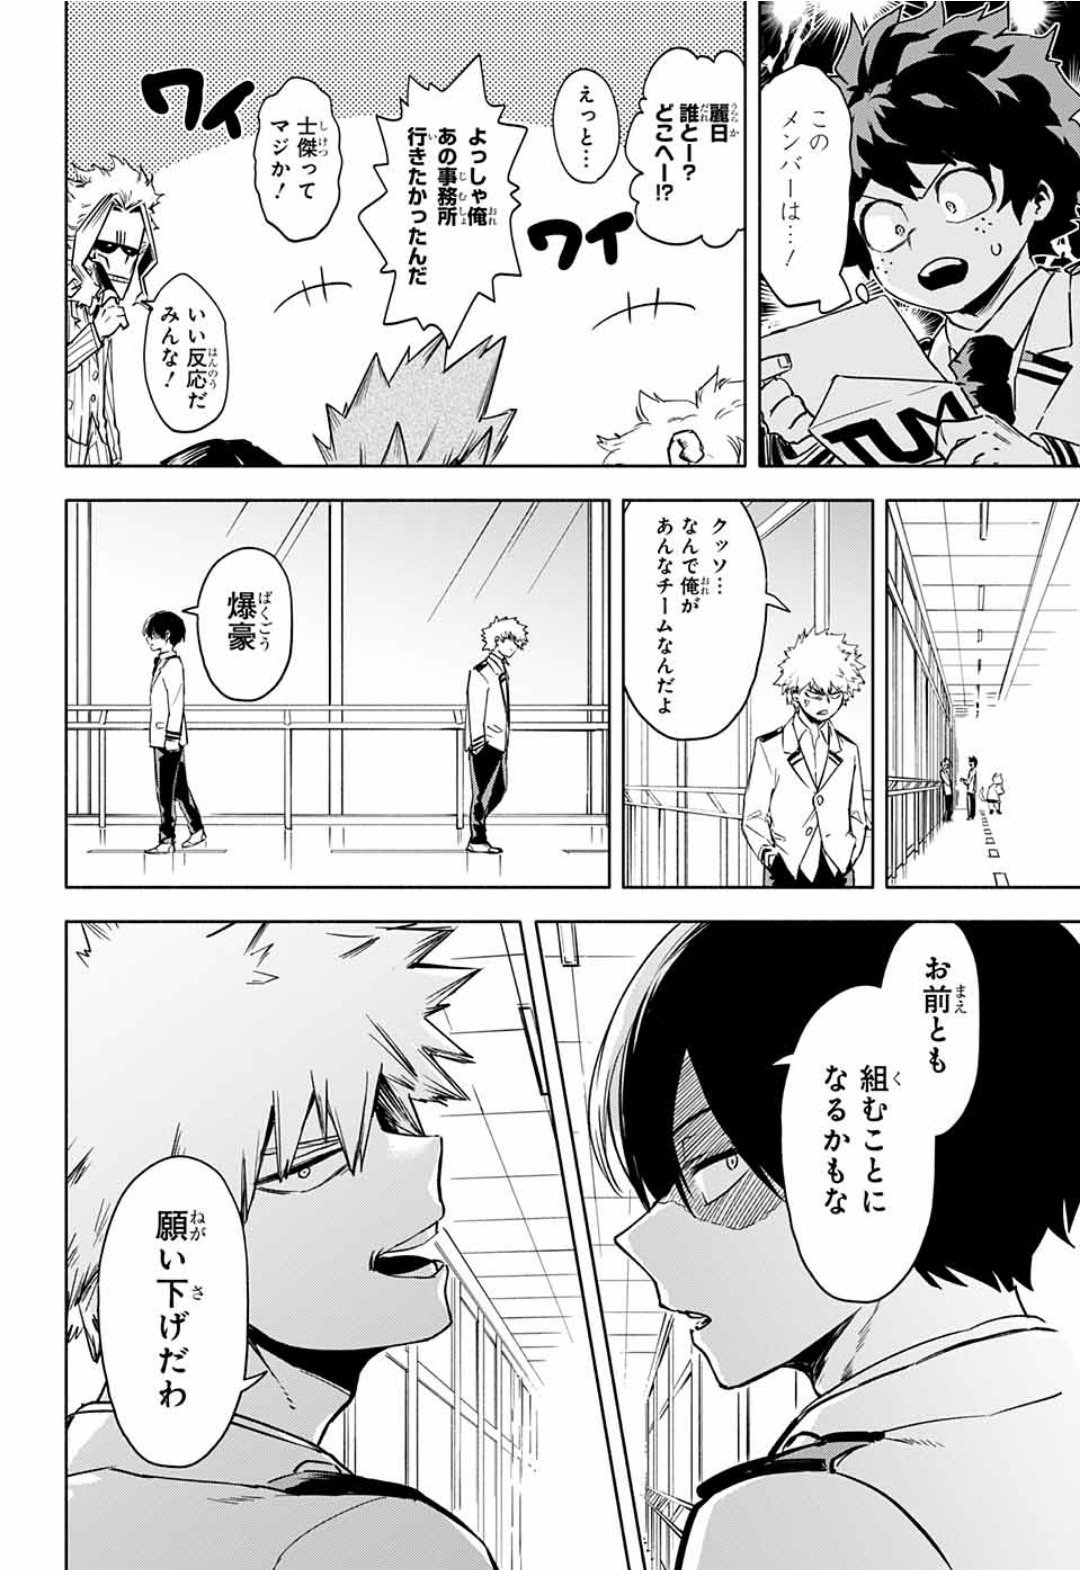 このメンバーは…！
TUM
麗日
誰とー？
どこへー！？
えっと…
ワイ
よっしゃ俺
あの事務所
行きたかったんだ
ワイ
士傑って
マジか！
いい反応だ
みんな！
クッソ…
なんで俺が
あんなチームなんだよ
爆豪
お前とも
組むことに
なるかもな
願い下げだわ